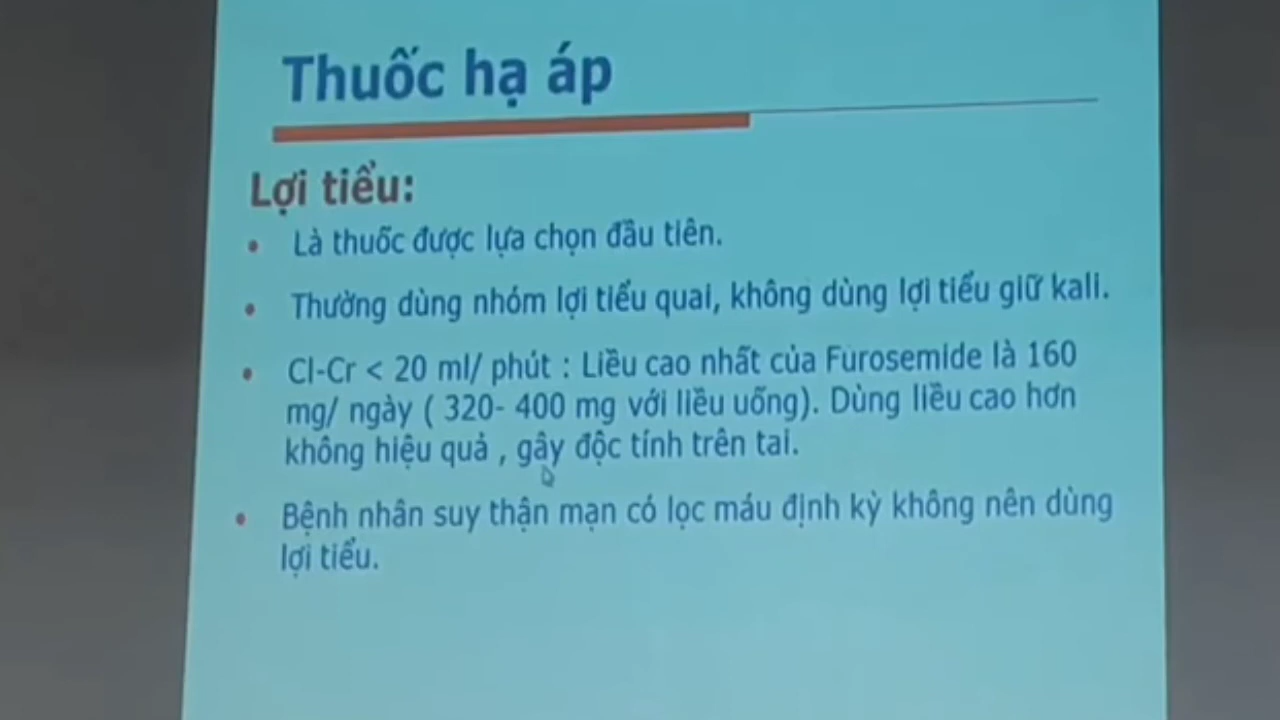 Thuốc hạ áp
Lợi tiểu:
• Là thuốc được lựa chọn đầu tiên.
• Thường dùng nhóm lợi tiểu quai, không dùng lợi tiểu giữ kali.
• Cl-Cr < 20 ml/ phút : Liều cao nhất của Furosemide là 160
mg/ ngày ( 320- 400 mg với liều uống). Dùng liều cao hơn
không hiệu quả , gây độc tính trên tai.
• Bệnh nhân suy thận mạn có lọc máu định kỳ không nên dùng
lợi tiểu.